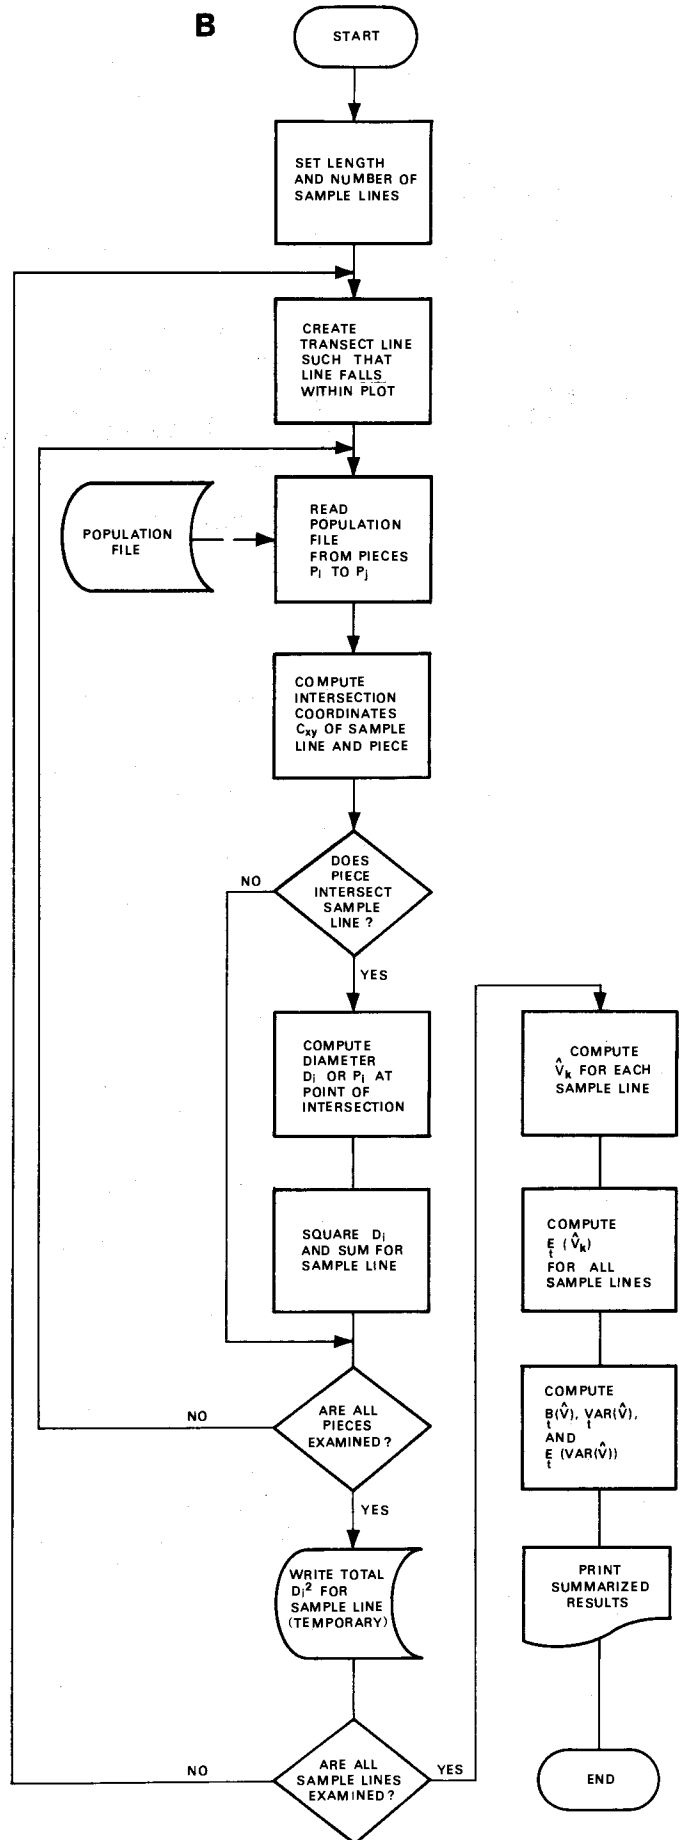 B
START
SET LENGTH
AND NUMBER OF
SAMPLE LINES
CREATE
TRANSECT LINE
SUCH THAT
LINE FALLS
WITHIN PLOT
POPULATION
FILE
READ
POPULATION
FILE
FROM PIECES
Pi TO Pj
COMPUTE
INTERSECTION
COORDINATES
Cxy OF SAMPLE
LINE AND PIECE
DOES
PIECE
INTERSECT
SAMPLE
LINE ?
NO
YES
COMPUTE
DIAMETER
Di OR Pi AT
POINT OF
INTERSECTION
SQUARE Di
AND SUM FOR
SAMPLE LINE
ARE ALL
PIECES
EXAMINED ?
NO
YES
WRITE TOTAL
Di² FOR
SAMPLE LINE
(TEMPORARY)
ARE ALL
SAMPLE LINES
EXAMINED ?
NO
YES
COMPUTE
V̂k FOR EACH
SAMPLE LINE
COMPUTE
E (V̂k)
t
FOR ALL
SAMPLE LINES
COMPUTE
B(V̂), VAR(V̂),
t t
AND
E (VAR(V̂))
t
PRINT
SUMMARIZED
RESULTS
END